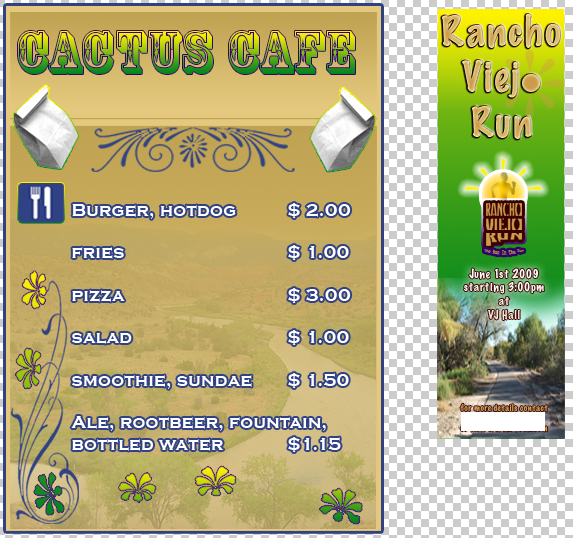 CACTUS CAFE
BURGER, HOTDOG $ 2.00
FRIES $ 1.00
PIZZA $ 3.00
SALAD $ 1.00
SMOOTHIE, SUNDAE $ 1.50
ALE, ROOTBEER, FOUNTAIN,
BOTTLED WATER $1.15
Rancho
Viejo
Run
RANCHO
VIEJO
RUN
June 1st 2009
starting 3:00pm
at
VJ Hall
for more details contact